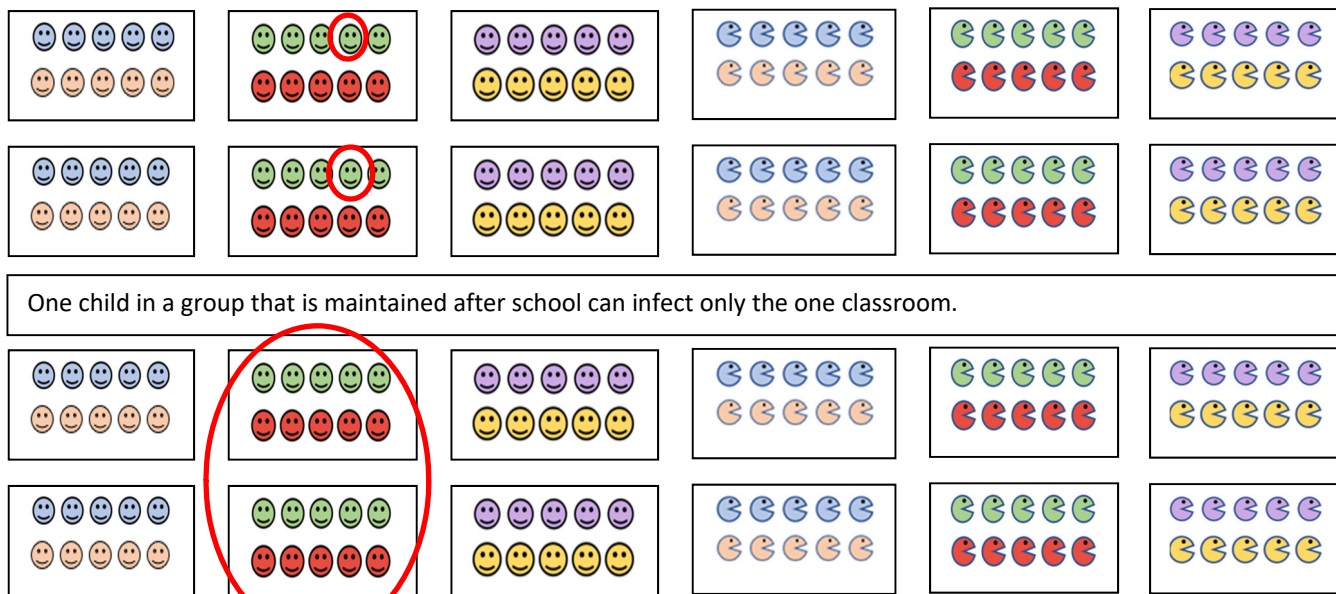 One child in a group that is maintained after school can infect only the one classroom.